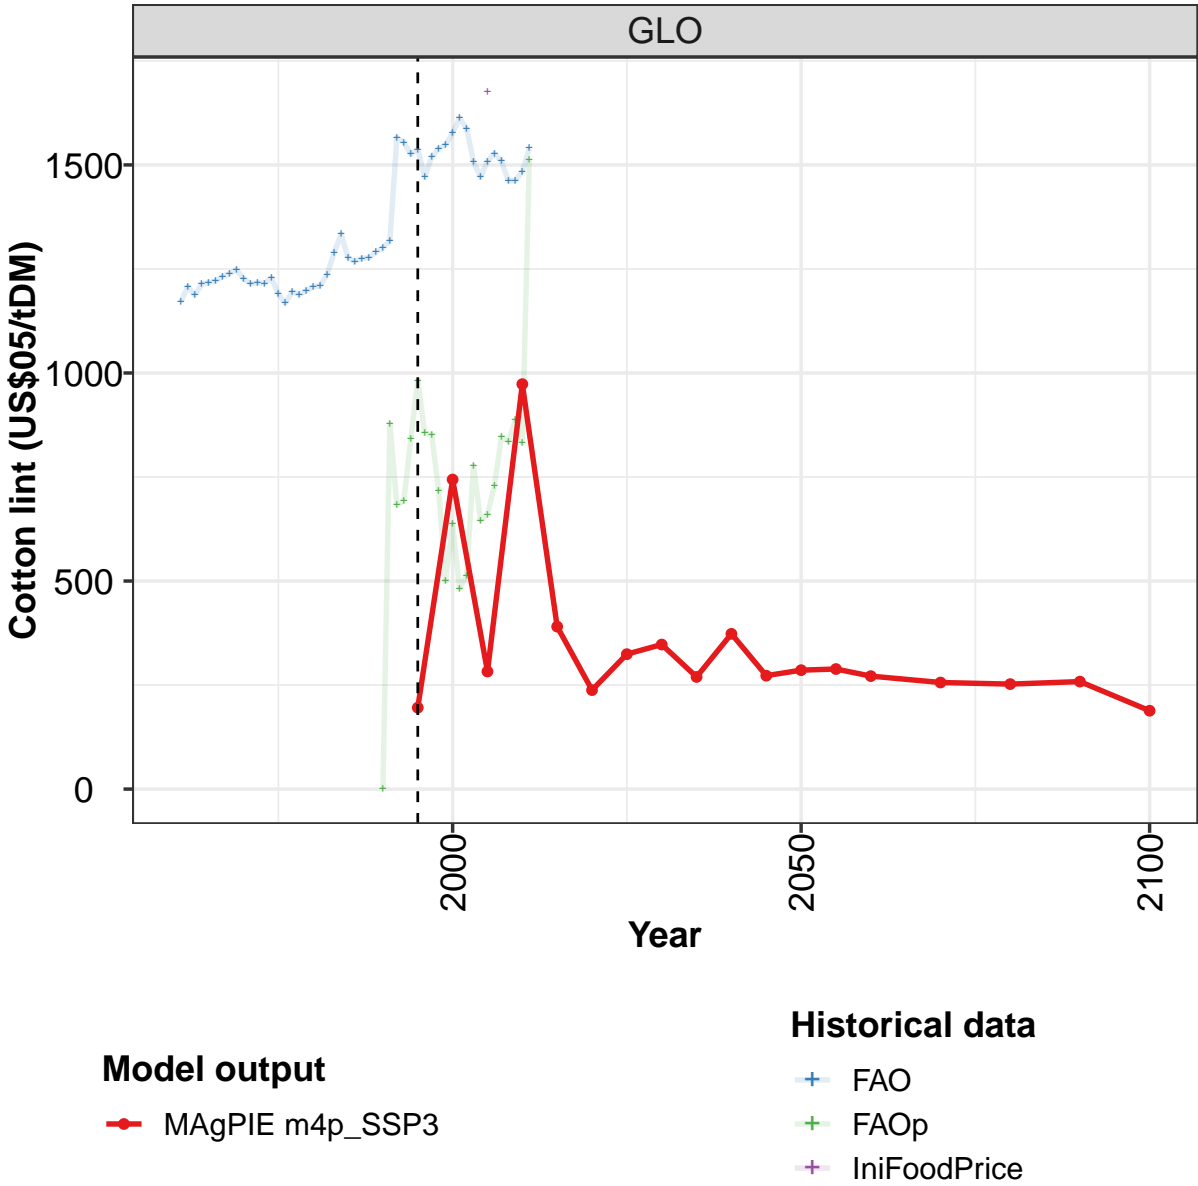 GLO
Cotton lint (US$05/tDM)
1500
1000
500
0
2000
2050
2100
Year
Model output
MAgPIE m4p_SSP3
Historical data
FAO
FAOp
IniFoodPrice